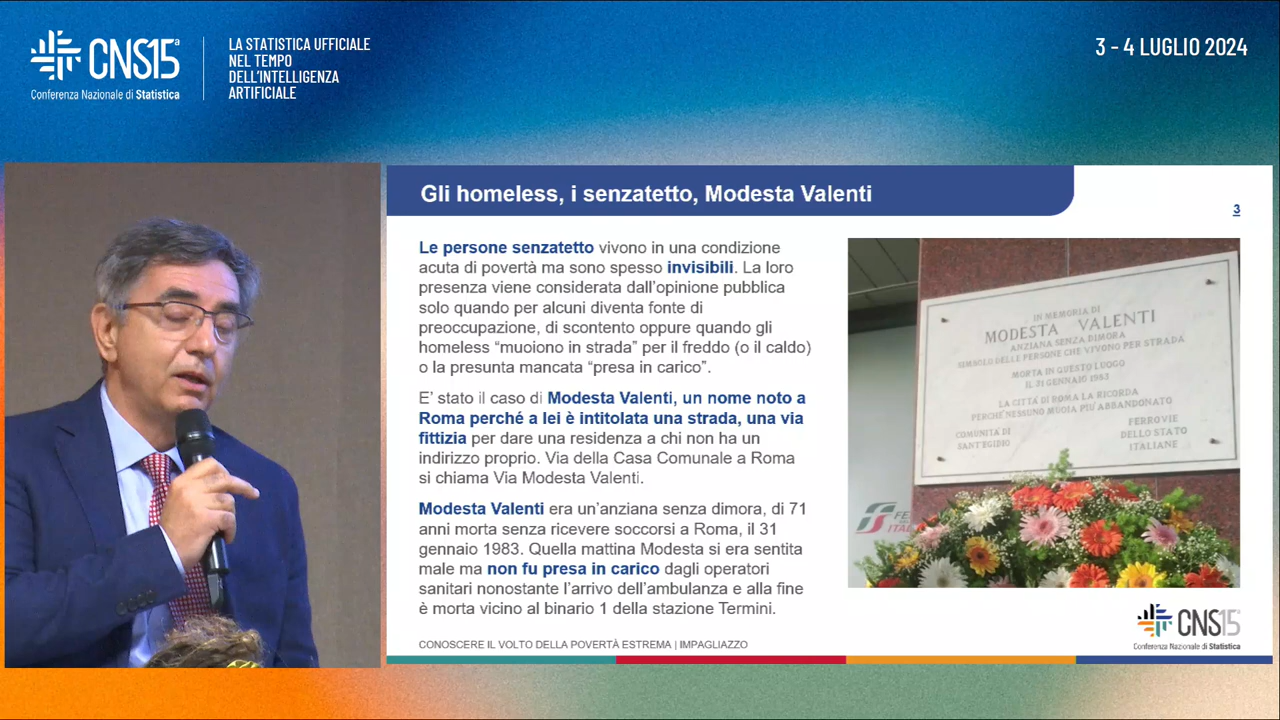 CNS15ª
Conferenza Nazionale di Statistica
LA STATISTICA UFFICIALE
NEL TEMPO
DELL'INTELLIGENZA
ARTIFICIALE
3 - 4 LUGLIO 2024
Gli homeless, i senzatetto, Modesta Valenti
3
Le persone senzatetto vivono in una condizione
acuta di povertà ma sono spesso invisibili. La loro
presenza viene considerata dall'opinione pubblica
solo quando per alcuni diventa fonte di
preoccupazione, di scontento oppure quando gli
homeless "muoiono in strada" per il freddo (o il caldo)
o la presunta mancata "presa in carico".
E' stato il caso di Modesta Valenti, un nome noto a
Roma perché a lei è intitolata una strada, una via
fittizia per dare una residenza a chi non ha un
indirizzo proprio. Via della Casa Comunale a Roma
si chiama Via Modesta Valenti.
Modesta Valenti era un'anziana senza dimora, di 71
anni morta senza ricevere soccorsi a Roma, il 31
gennaio 1983. Quella mattina Modesta si era sentita
male ma non fu presa in carico dagli operatori
sanitari nonostante l'arrivo dell'ambulanza e alla fine
è morta vicino al binario 1 della stazione Termini.
IN MEMORIA DI
MODESTA VALENTI
ANZIANA SENZA DIMORA
SIMBOLO DELLE PERSONE CHE VIVONO PER STRADA
MORTA IN QUESTO LUOGO
IL 31 GENNAIO 1983
LA CITTÀ DI ROMA LA RICORDA
PERCHÉ NESSUNO MUOIA PIÙ ABBANDONATO
COMUNITÀ DI
SANT'EGIDIO
FERROVIE
DELLO STATO
ITALIANE
CONOSCERE IL VOLTO DELLA POVERTÀ ESTREMA | IMPAGLIAZZO
CNS15
Conferenza Nazionale di Statistica